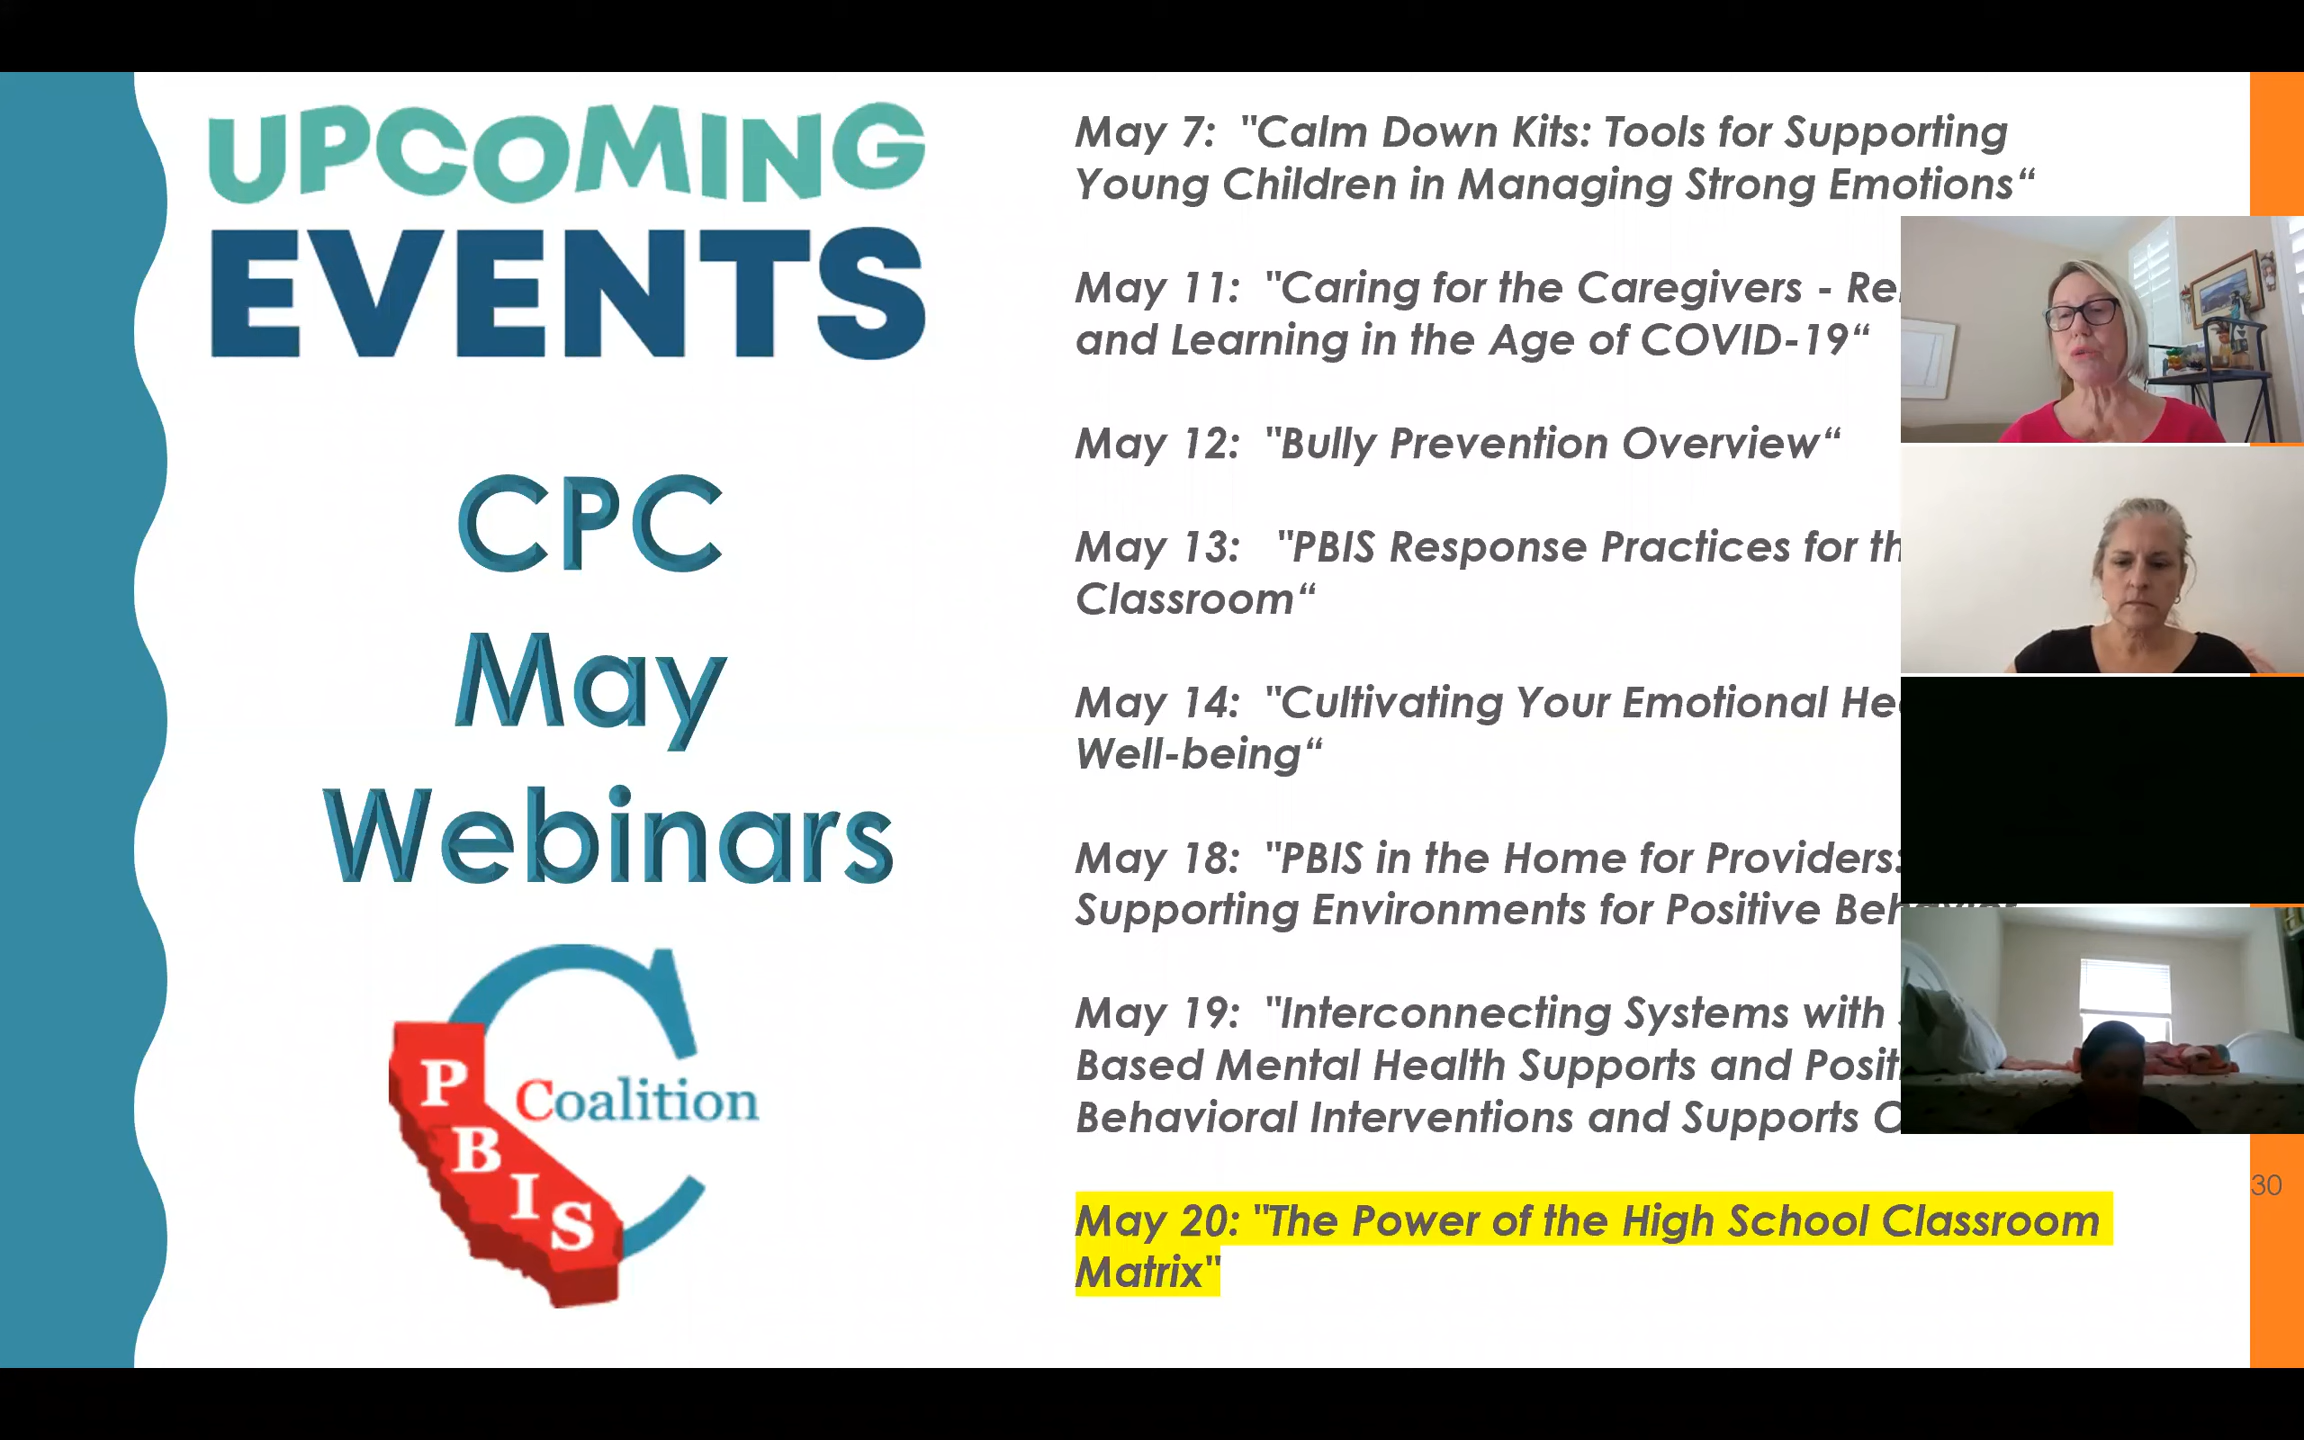 UPCOMING
EVENTS
CPC
May
Webinars
P
B
I
S
Coalition
May 7:  "Calm Down Kits: Tools for Supporting
Young Children in Managing Strong Emotions“
May 11:  "Caring for the Caregivers -
and Learning in the Age of COVID-19“
May 12:  "Bully Prevention Overview“
May 13:   "PBIS Response Practices for
Classroom“
May 14:  "Cultivating Your Emotional
Well-being“
May 18:  "PBIS in the Home for Providers:
Supporting Environments for Positive Behavior
May 19:  "Interconnecting Systems with
Based Mental Health Supports and
Behavioral Interventions and Supports
May 20: "The Power of the High School Classroom
Matrix"
30